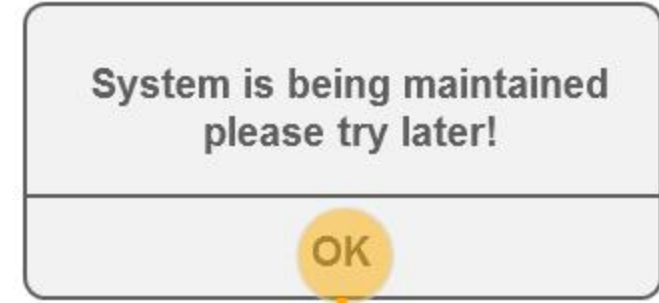 System is being maintained
please try later!
OK